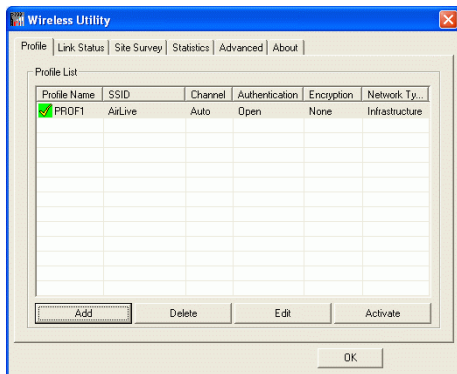 Wireless Utility
Profile Link Status Site Survey Statistics Advanced About
Profile List
Profile Name SSID Channel Authentication Encryption Network Ty...
PROF1 AirLive Auto Open None Infrastructure
Add Delete Edit Activate
OK